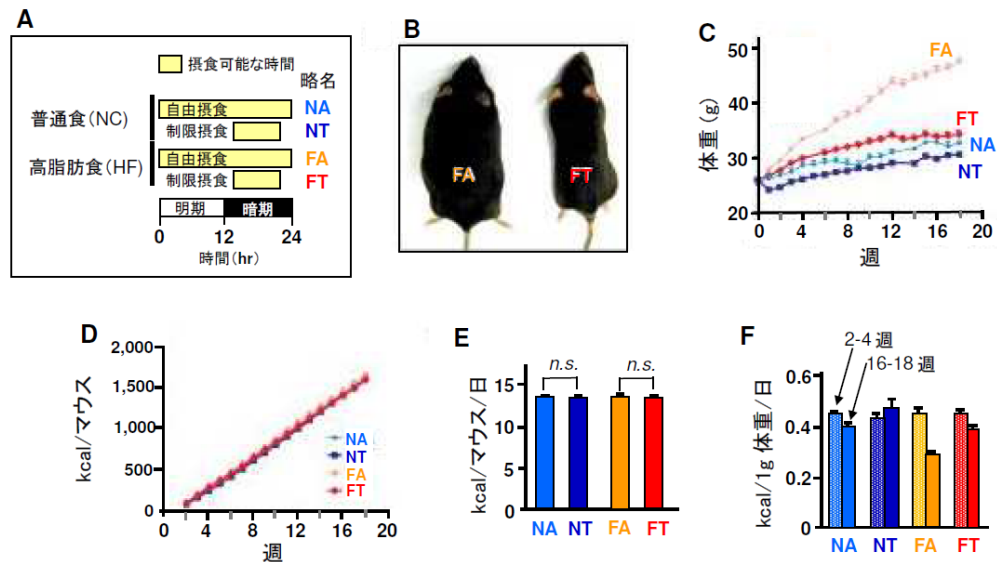 A
摂食可能な時間
略名
普通食(NC)
自由摂食
NA
制限摂食
NT
高脂肪食(HF)
自由摂食
FA
制限摂食
FT
明期
暗期
0
12
24
時間(hr)
B
FA
FT
C
体重(g)
50
40
30
20
0
4
8
12
16
20
週
FA
FT
NA
NT
D
kcal/マウス
2,000
1,500
1,000
500
0
0
4
8
12
16
20
週
NA
NT
FA
FT
E
kcal/マウス/日
15
10
5
0
n.s.
n.s.
NA
NT
FA
FT
F
2-4 週
16-18 週
kcal/1g 体重/日
0.6
0.4
0.2
0
NA
NT
FA
FT